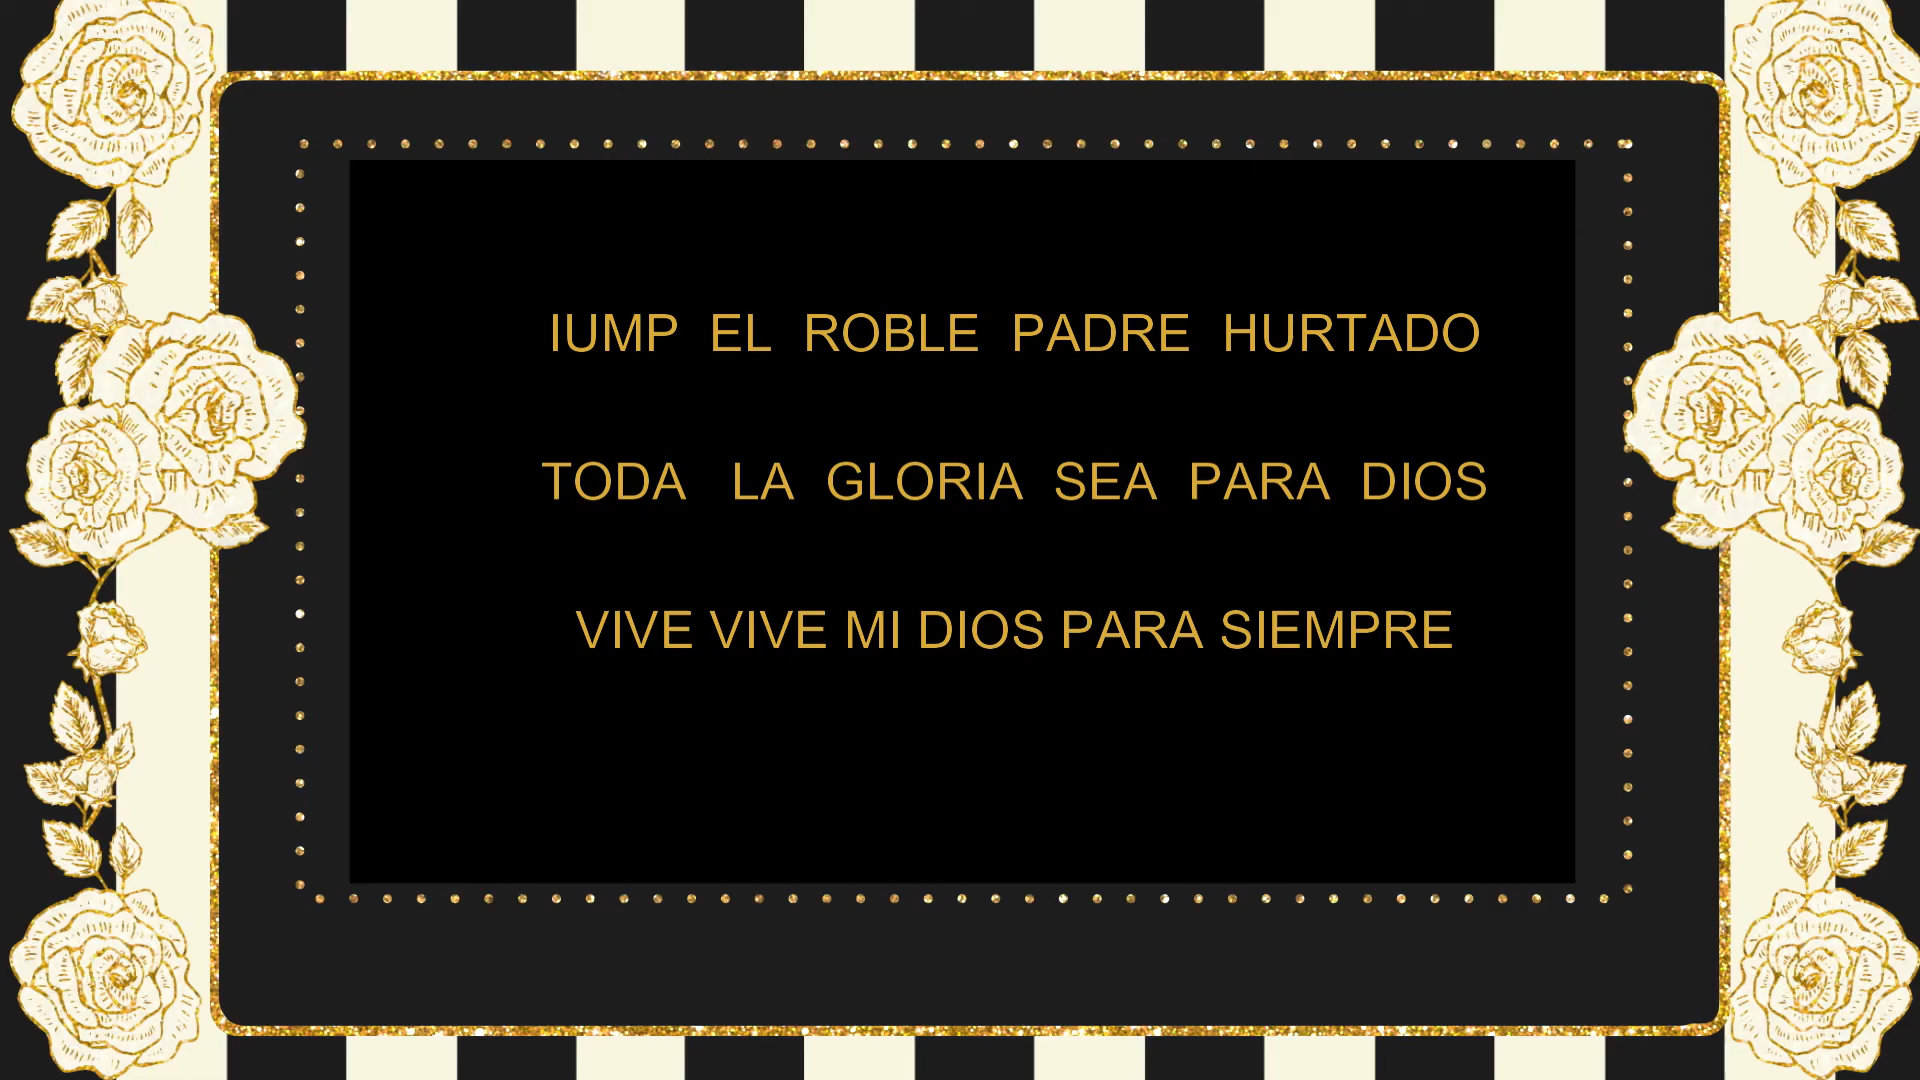 IUMP EL ROBLE PADRE HURTADO
TODA LA GLORIA SEA PARA DIOS
VIVE VIVE MI DIOS PARA SIEMPRE